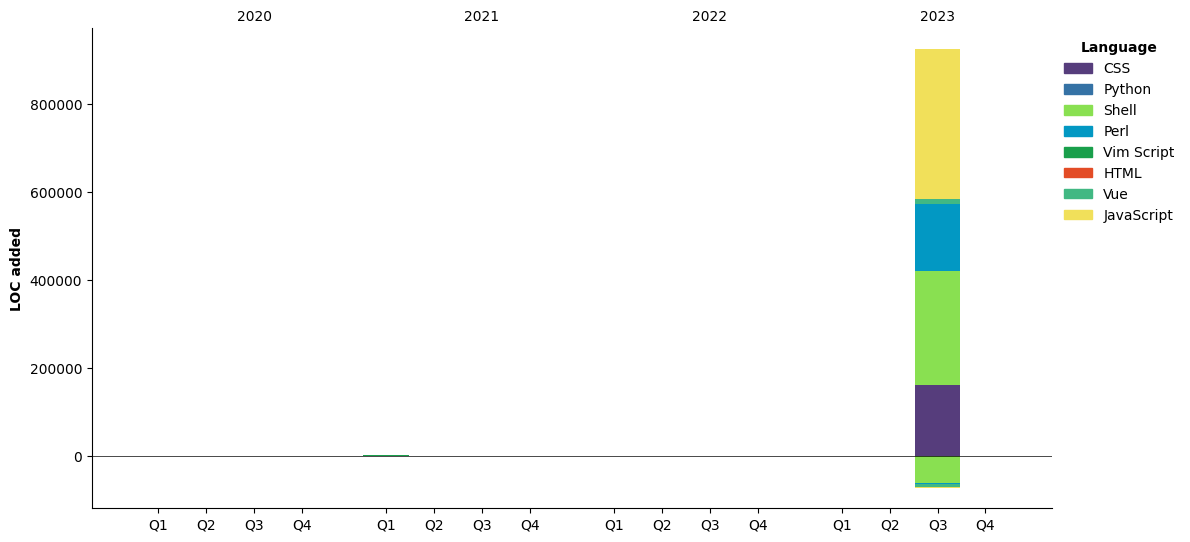 2020 2021 2022 2023
LOC added
800000
600000
400000
200000
0
Q1 Q2 Q3 Q4 Q1 Q2 Q3 Q4 Q1 Q2 Q3 Q4 Q1 Q2 Q3 Q4
Language
CSS
Python
Shell
Perl
Vim Script
HTML
Vue
JavaScript